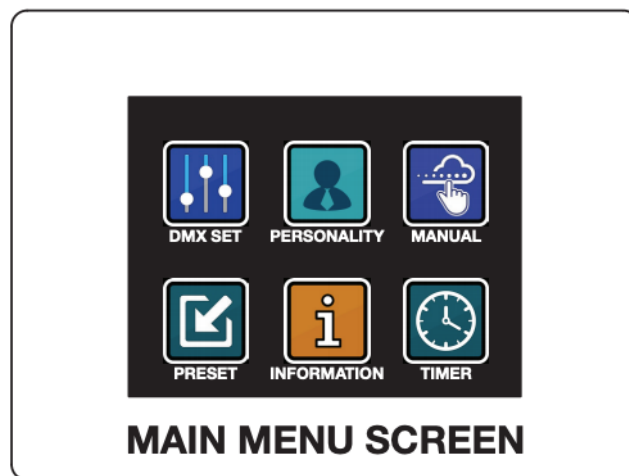 DMX SET PERSONALITY MANUAL
PRESET INFORMATION TIMER
MAIN MENU SCREEN